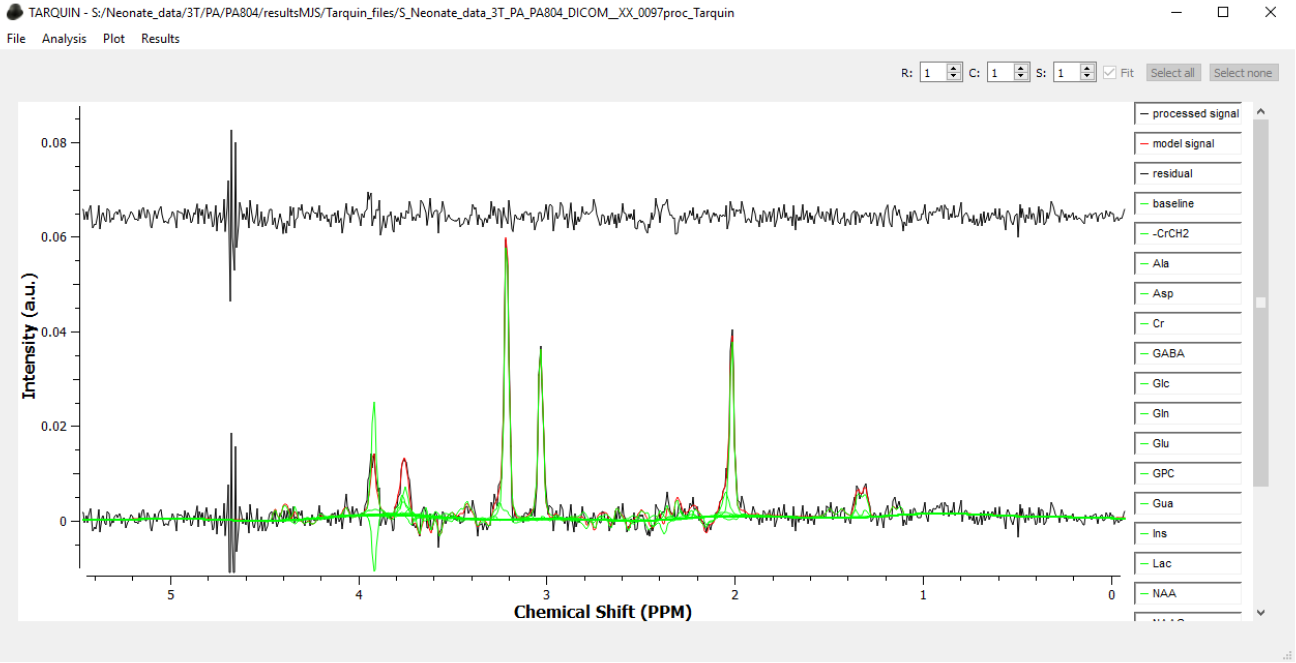 TARQUIN - S:/Neonate_data/3T/PA/PA804/resultsMJS/Tarquin_files/S_Neonate_data_3T_PA_PA804_DICOM__XX_0097proc_Tarquin
File Analysis Plot Results
R: 1 C: 1 S: 1 Fit Select all Select none
processed signal
model signal
residual
baseline
-CrCH2
Ala
Asp
Cr
GABA
Glc
Gln
Glu
GPC
Gua
Ins
Lac
NAA
0.08
0.06
0.04
0.02
0
Intensity (a.u.)
5 4 3 2 1 0
Chemical Shift (PPM)